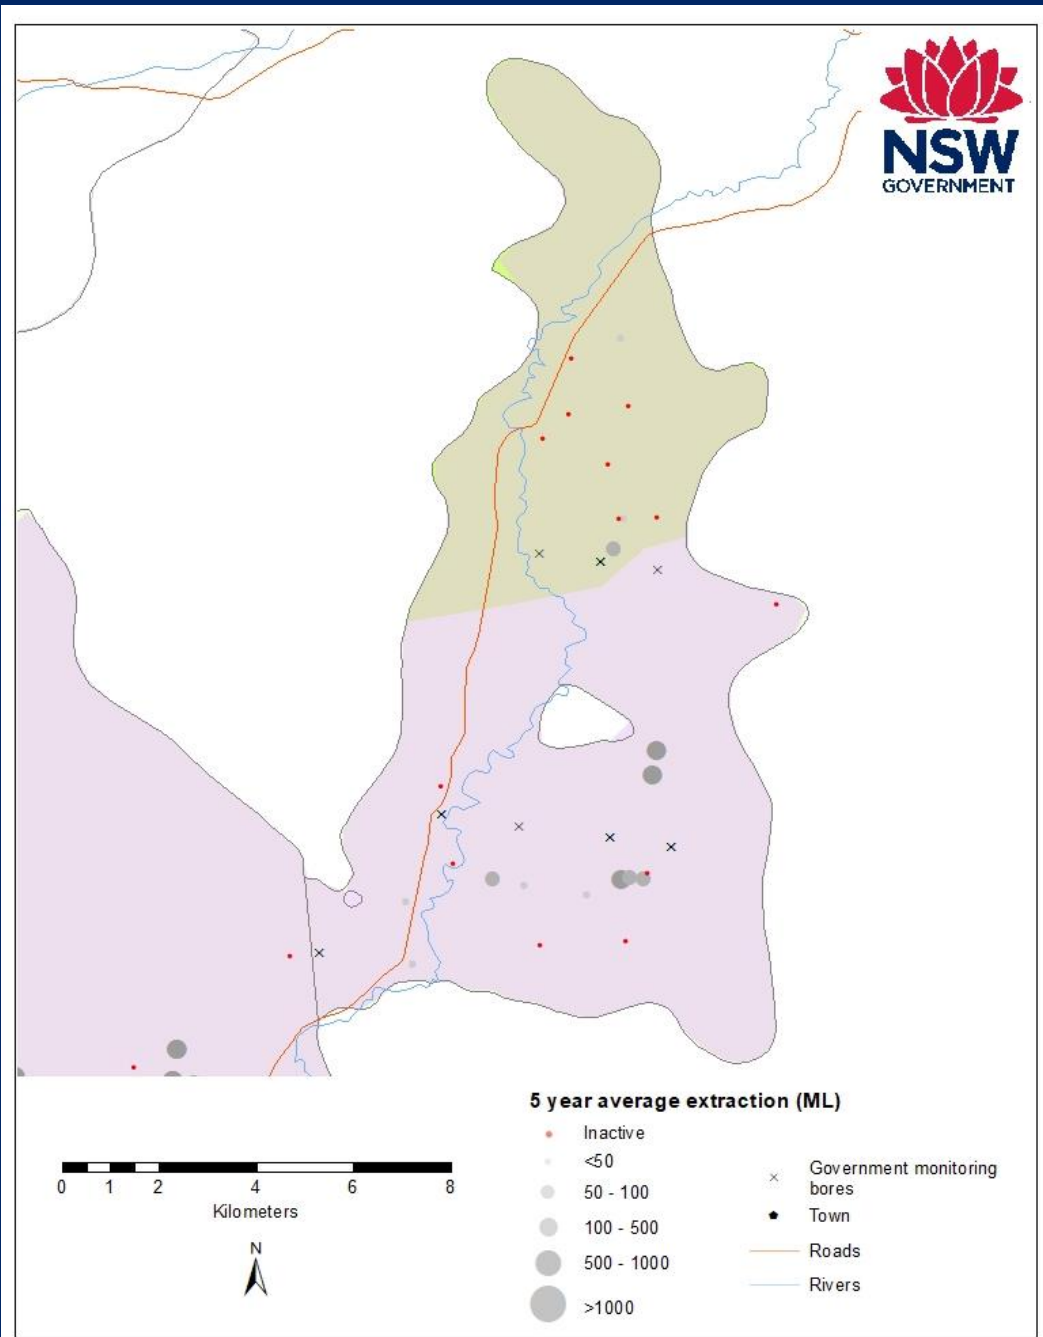 NSW
GOVERNMENT
5 year average extraction (ML)
Inactive
<50
50 - 100
100 - 500
500 - 1000
>1000
Government monitoring
bores
Town
Roads
Rivers
0 1 2 4 6 8
Kilometers
N